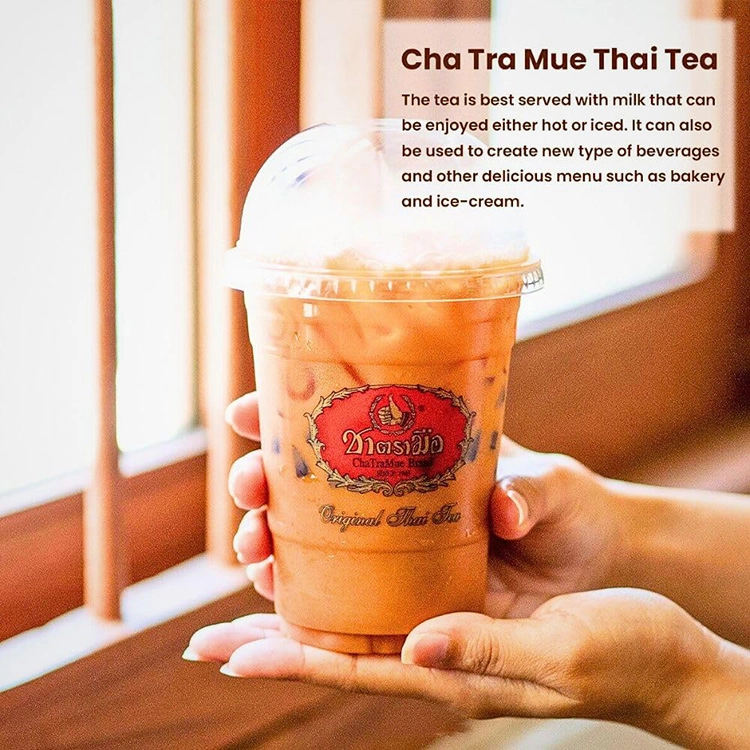 Cha Tra Mue Thai Tea
The tea is best served with milk that can
be enjoyed either hot or iced. It can also
be used to create new type of beverages
and other delicious menu such as bakery
and ice-cream.
ชาตรามือ
ChaTraMue Brand
Original Thai Tea